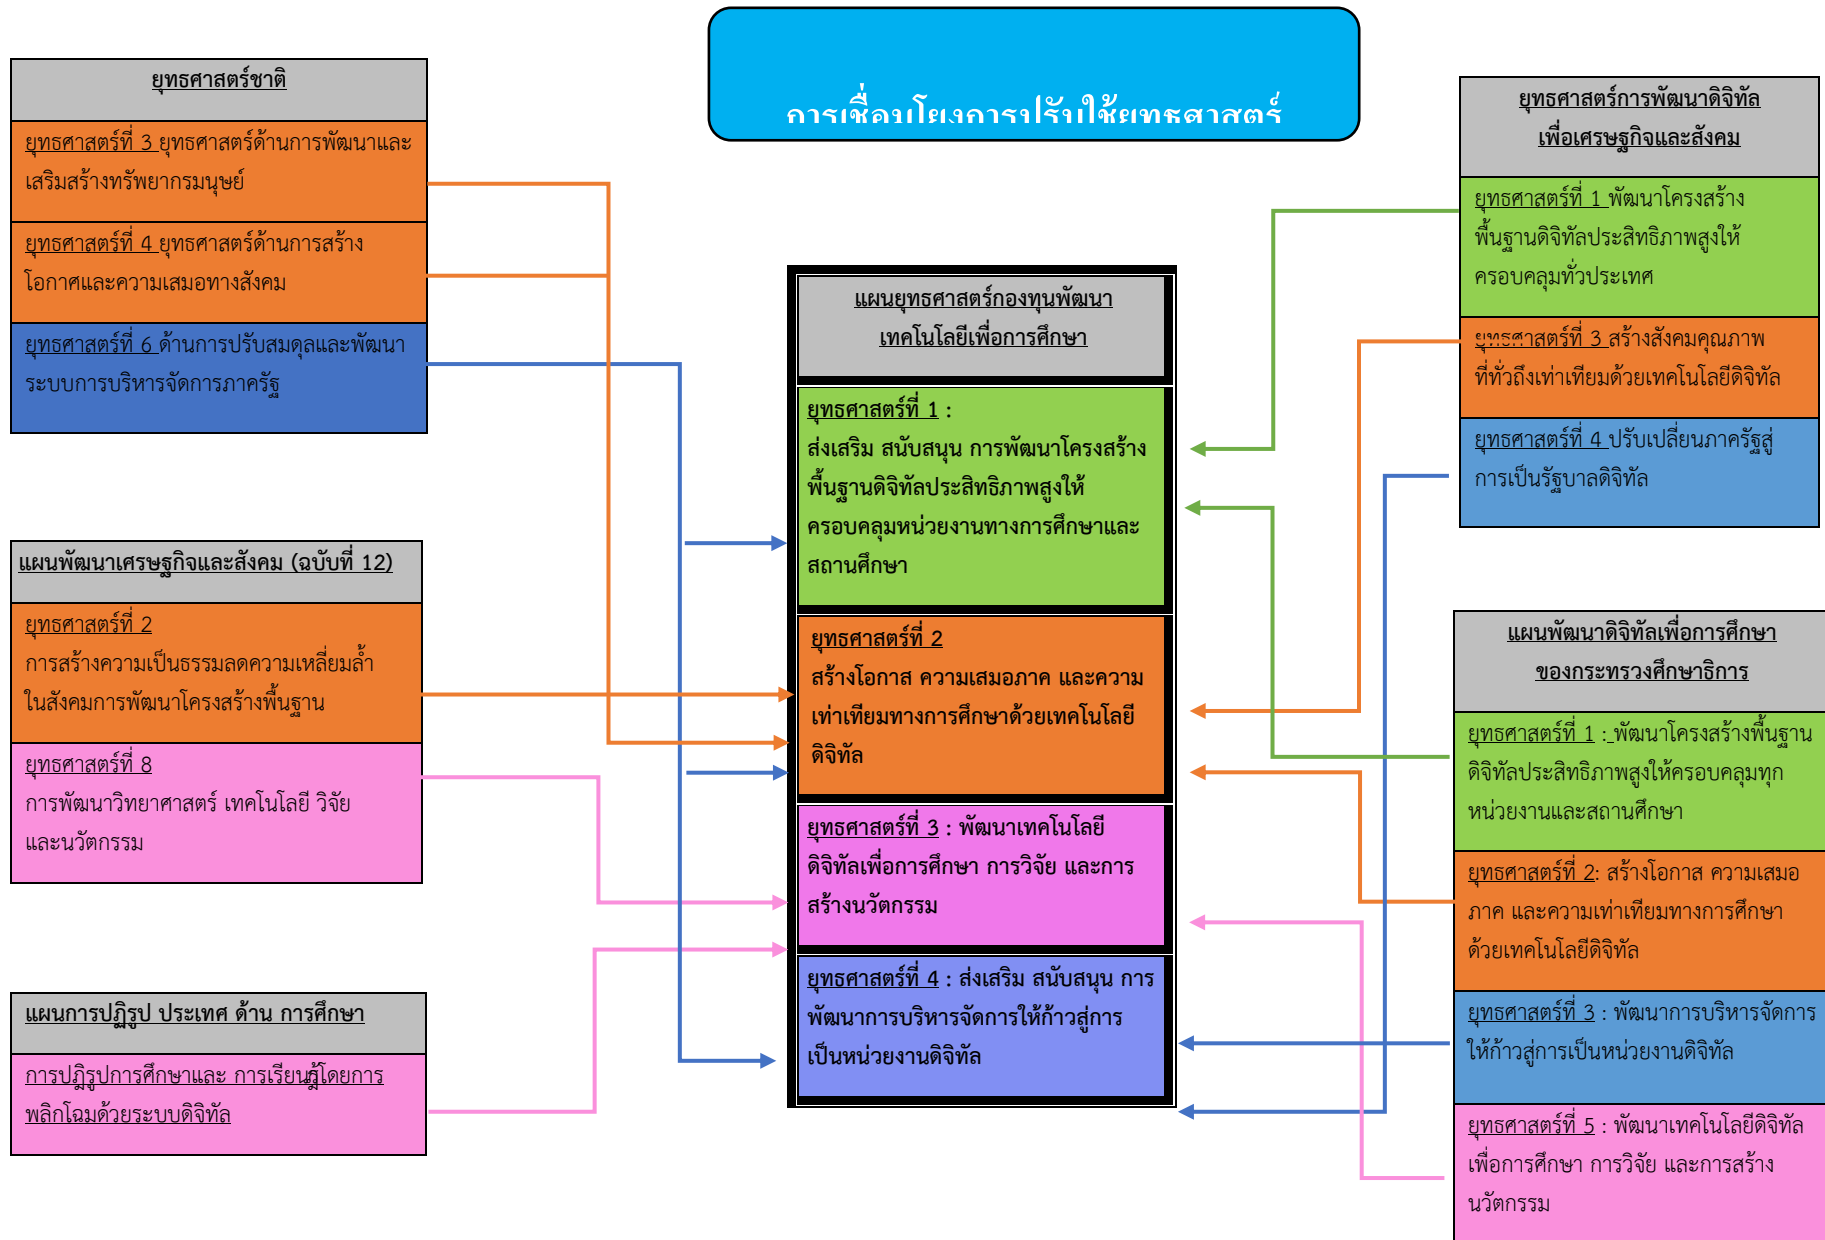 การเชื่อมโยงการปรับใช้ยุทธศาสตร์
ยุทธศาสตร์ชาติ
ยุทธศาสตร์ที่ 3 ยุทธศาสตร์ด้านการพัฒนาและ
เสริมสร้างทรัพยากรมนุษย์
ยุทธศาสตร์ที่ 4 ยุทธศาสตร์ด้านการสร้าง
โอกาศและความเสมอทางสังคม
ยุทธศาสตร์ที่ 6 ด้านการปรับสมดุลและพัฒนา
ระบบการบริหารจัดการภาครัฐ
แผนพัฒนาเศรษฐกิจและสังคม (ฉบับที่ 12)
ยุทธศาสตร์ที่ 2
การสร้างความเป็นธรรมลดความเหลี่ยมล้ำ
ในสังคมการพัฒนาโครงสร้างพื้นฐาน
ยุทธศาสตร์ที่ 8
การพัฒนาวิทยาศาสตร์ เทคโนโลยี วิจัย
และนวัตกรรม
แผนการปฏิรูป ประเทศ ด้าน การศึกษา
การปฎิรูปการศึกษาและ การเรียนรู้โดยการ
พลิกโฉมด้วยระบบดิจิทัล
แผนยุทธศาสตร์กองทุนพัฒนา
เทคโนโลยีเพื่อการศึกษา
ยุทธศาสตร์ที่ 1 :
ส่งเสริม สนับสนุน การพัฒนาโครงสร้าง
พื้นฐานดิจิทัลประสิทธิภาพสูงให้
ครอบคลุมหน่วยงานทางการศึกษาและ
สถานศึกษา
ยุทธศาสตร์ที่ 2
สร้างโอกาส ความเสมอภาค และความ
เท่าเทียมทางการศึกษาด้วยเทคโนโลยี
ดิจิทัล
ยุทธศาสตร์ที่ 3 : พัฒนาเทคโนโลยี
ดิจิทัลเพื่อการศึกษา การวิจัย และการ
สร้างนวัตกรรม
ยุทธศาสตร์ที่ 4 : ส่งเสริม สนับสนุน การ
พัฒนาการบริหารจัดการให้ก้าวสู่การ
เป็นหน่วยงานดิจิทัล
ยุทธศาสตร์การพัฒนาดิจิทัล
เพื่อเศรษฐกิจและสังคม
ยุทธศาสตร์ที่ 1 พัฒนาโครงสร้าง
พื้นฐานดิจิทัลประสิทธิภาพสูงให้
ครอบคลุมทั่วประเทศ
ยุทธศาสตร์ที่ 3 สร้างสังคมคุณภาพ
ที่ทั่วถึงเท่าเทียมด้วยเทคโนโลยีดิจิทัล
ยุทธศาสตร์ที่ 4 ปรับเปลี่ยนภาครัฐสู่
การเป็นรัฐบาลดิจิทัล
แผนพัฒนาดิจิทัลเพื่อการศึกษา
ของกระทรวงศึกษาธิการ
ยุทธศาสตร์ที่ 1 : พัฒนาโครงสร้างพื้นฐาน
ดิจิทัลประสิทธิภาพสูงให้ครอบคลุมทุก
หน่วยงานและสถานศึกษา
ยุทธศาสตร์ที่ 2: สร้างโอกาส ความเสมอ
ภาค และความเท่าเทียมทางการศึกษา
ด้วยเทคโนโลยีดิจิทัล
ยุทธศาสตร์ที่ 3 : พัฒนาการบริหารจัดการ
ให้ก้าวสู่การเป็นหน่วยงานดิจิทัล
ยุทธศาสตร์ที่ 5 : พัฒนาเทคโนโลยีดิจิทัล
เพื่อการศึกษา การวิจัย และการสร้าง
นวัตกรรม